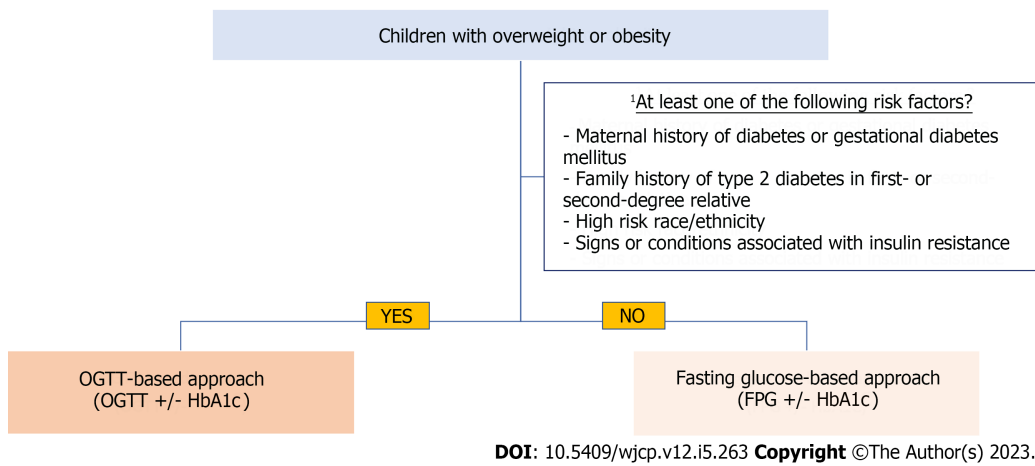 Children with overweight or obesity
¹At least one of the following risk factors?
- Maternal history of diabetes or gestational diabetes
mellitus
- Family history of type 2 diabetes in first- or
second-degree relative
- High risk race/ethnicity
- Signs or conditions associated with insulin resistance
YES
NO
OGTT-based approach
(OGTT +/- HbA1c)
Fasting glucose-based approach
(FPG +/- HbA1c)
DOI: 10.5409/wjcp.v12.i5.263 Copyright ©The Author(s) 2023.